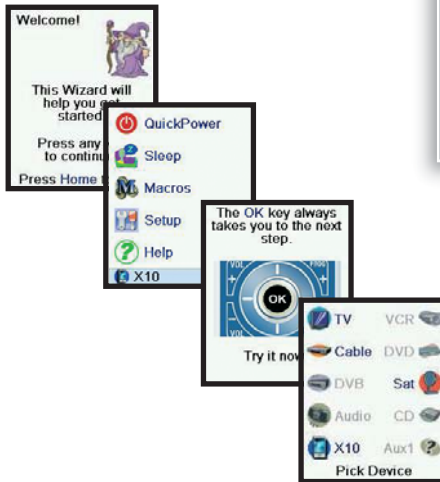 Welcome!
This Wizard will
help you get
started
Press any
to continu
Press Home
QuickPower
Sleep
Macros
Setup
Help
X10
The OK key always
takes you to the next
step.
VOL
OK
VOL
Try it now
TV VCR
Cable DVD
DVB Sat
Audio CD
X10 Aux1
Pick Device